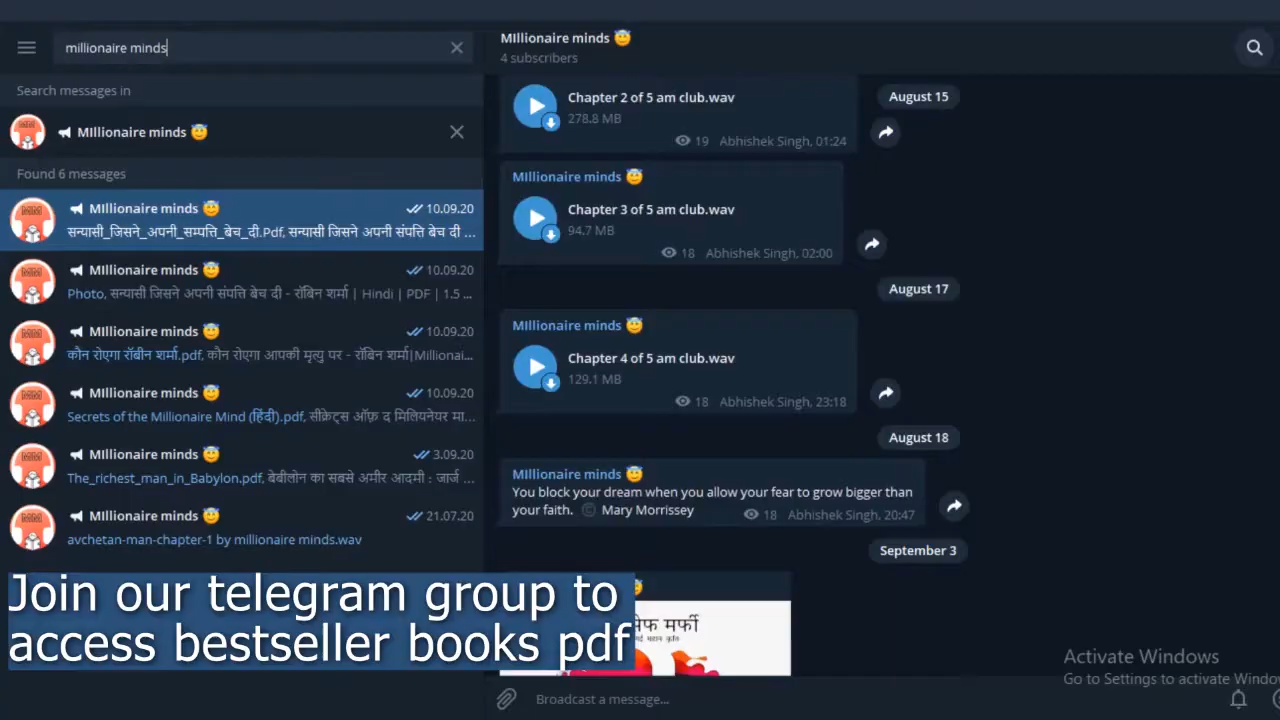 millionaire minds
Search messages in
MIllionaire minds
Found 6 messages
MIllionaire minds 10.09.20
सन्यासी_जिसने_अपनी_सम्पत्ति_बेच_दी.Pdf, सन्यासी जिसने अपनी संपत्ति बेच दी ...
MIllionaire minds 10.09.20
Photo, सन्यासी जिसने अपनी संपत्ति बेच दी - रॉबिन शर्मा | Hindi | PDF | 1.5 ...
MIllionaire minds 10.09.20
कौन रोएगा रॉबीन शर्मा.pdf, कौन रोएगा आपकी मृत्यु पर - रॉबिन शर्मा|Millionai...
MIllionaire minds 10.09.20
Secrets of the Millionaire Mind (हिंदी).pdf, सीक्रेट्स ऑफ़ द मिलियनेयर मा...
MIllionaire minds 3.09.20
The_richest_man_in_Babylon.pdf, बेबीलोन का सबसे अमीर आदमी : जार्ज ...
MIllionaire minds 21.07.20
avchetan-man-chapter-1 by millionaire minds.wav
Join our telegram group to
access bestseller books pdf
MIllionaire minds
4 subscribers
Chapter 2 of 5 am club.wav
278.8 MB
19 Abhishek Singh, 01:24
August 15
MIllionaire minds
Chapter 3 of 5 am club.wav
94.7 MB
18 Abhishek Singh, 02:00
August 17
MIllionaire minds
Chapter 4 of 5 am club.wav
129.1 MB
18 Abhishek Singh, 23:18
August 18
MIllionaire minds
You block your dream when you allow your fear to grow bigger than
your faith. © Mary Morrissey
18 Abhishek Singh, 20:47
September 3
मर्फी
Broadcast a message...
Activate Windows
Go to Settings to activate Windo